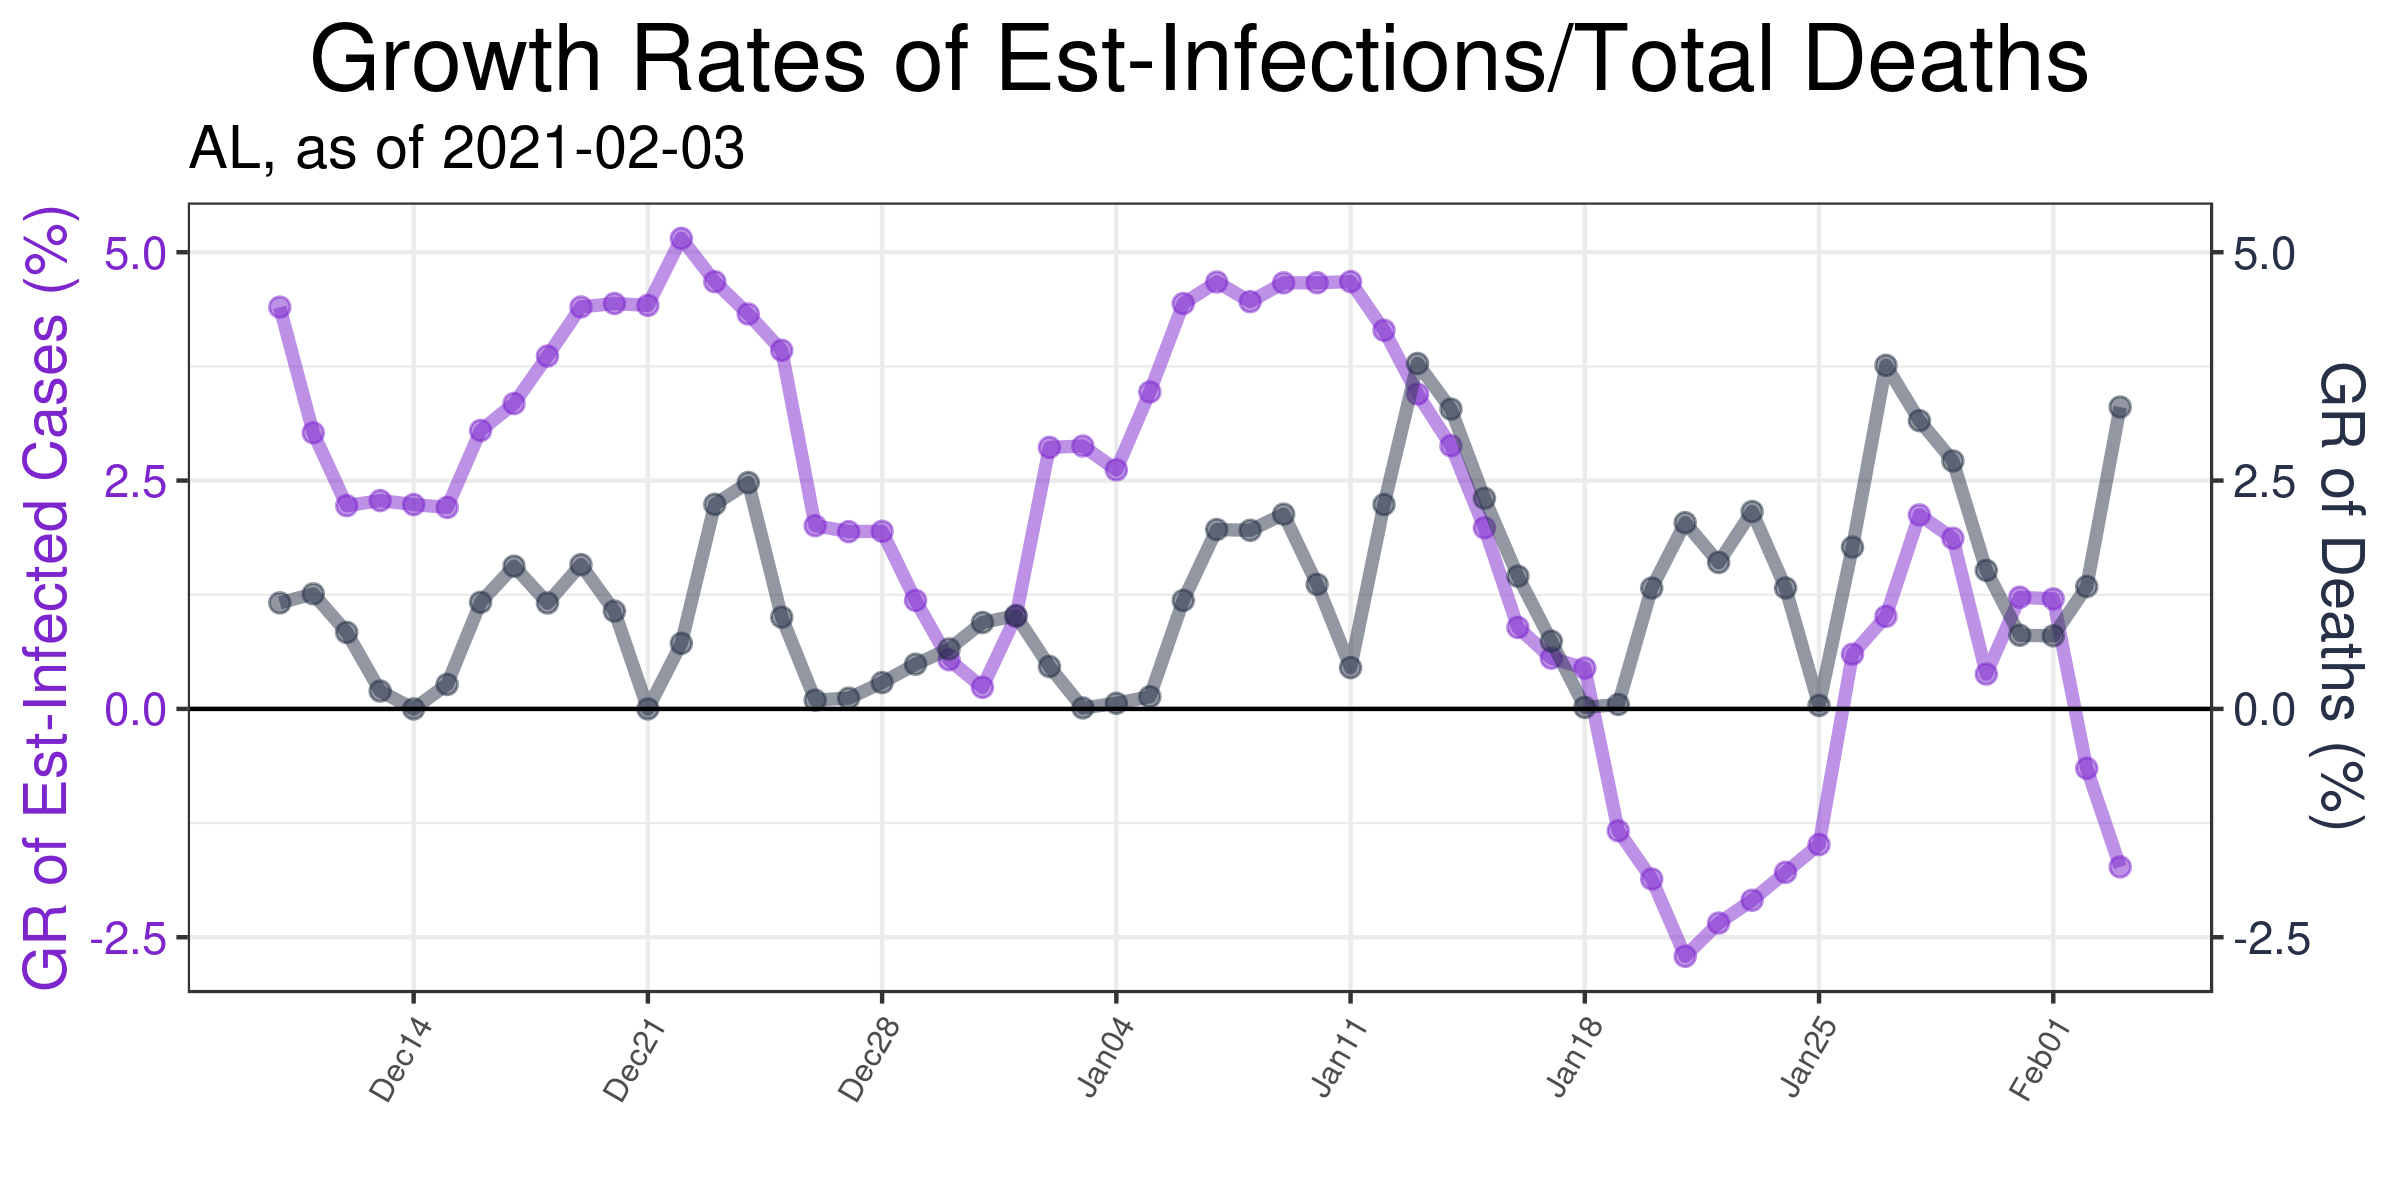 Growth Rates of Est-Infections/Total Deaths
AL, as of 2021-02-03
GR of Est-Infected Cases (%)
5.0
2.5
0.0
-2.5
5.0
2.5
0.0
-2.5
GR of Deaths (%)
Dec14
Dec21
Dec28
Jan04
Jan11
Jan18
Jan25
Feb01